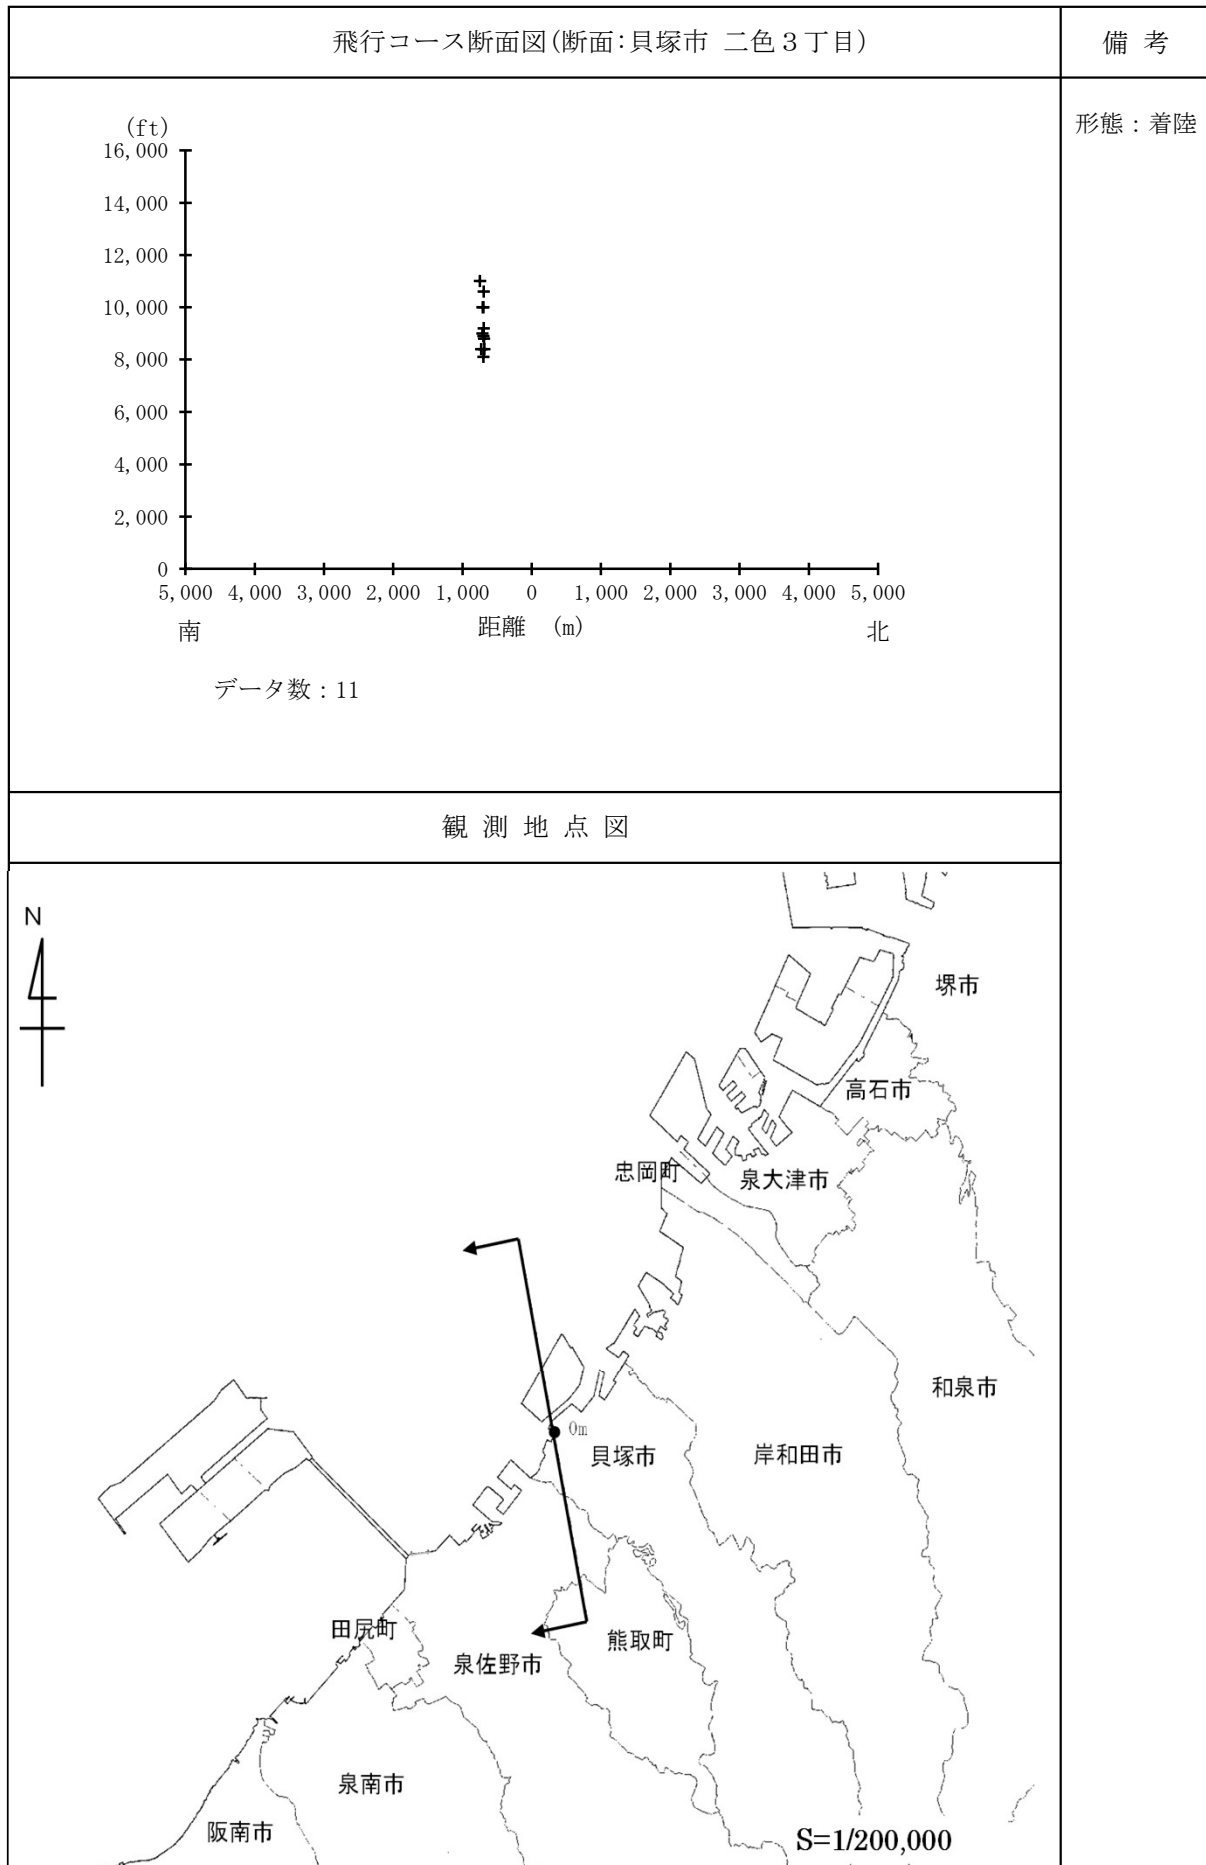 飛行コース断面図(断面:貝塚市 二色３丁目)
備 考
形態：着陸
(ft)
16,000
14,000
12,000
10,000
8,000
6,000
4,000
2,000
0
5,000 4,000 3,000 2,000 1,000 0 1,000 2,000 3,000 4,000 5,000
南 距離 (m) 北
データ数：11
観 測 地 点 図
N
堺市
高石市
忠岡町
泉大津市
和泉市
0m
貝塚市
岸和田市
田尻町
熊取町
泉佐野市
泉南市
阪南市
S=1/200,000